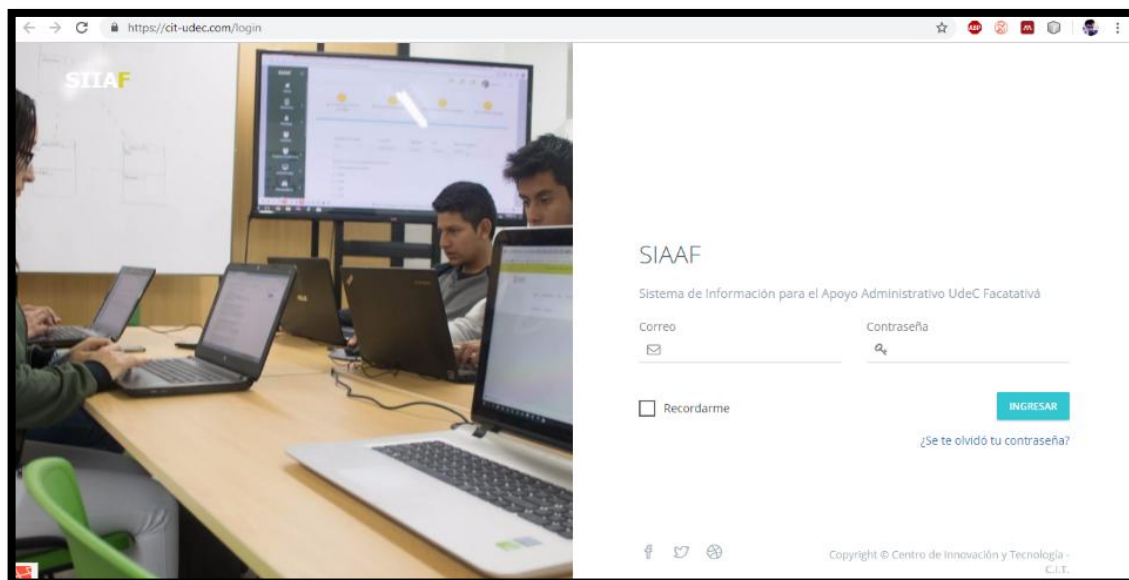 https://cit-udec.com/login
ABP
SIIAF
SIAAF
Sistema de Información para el Apoyo Administrativo UdeC Facatativá
Correo
Contraseña
Recordarme
INGRESAR
¿Se te olvidó tu contraseña?
Copyright © Centro de Innovación y Tecnología -
C.I.T.